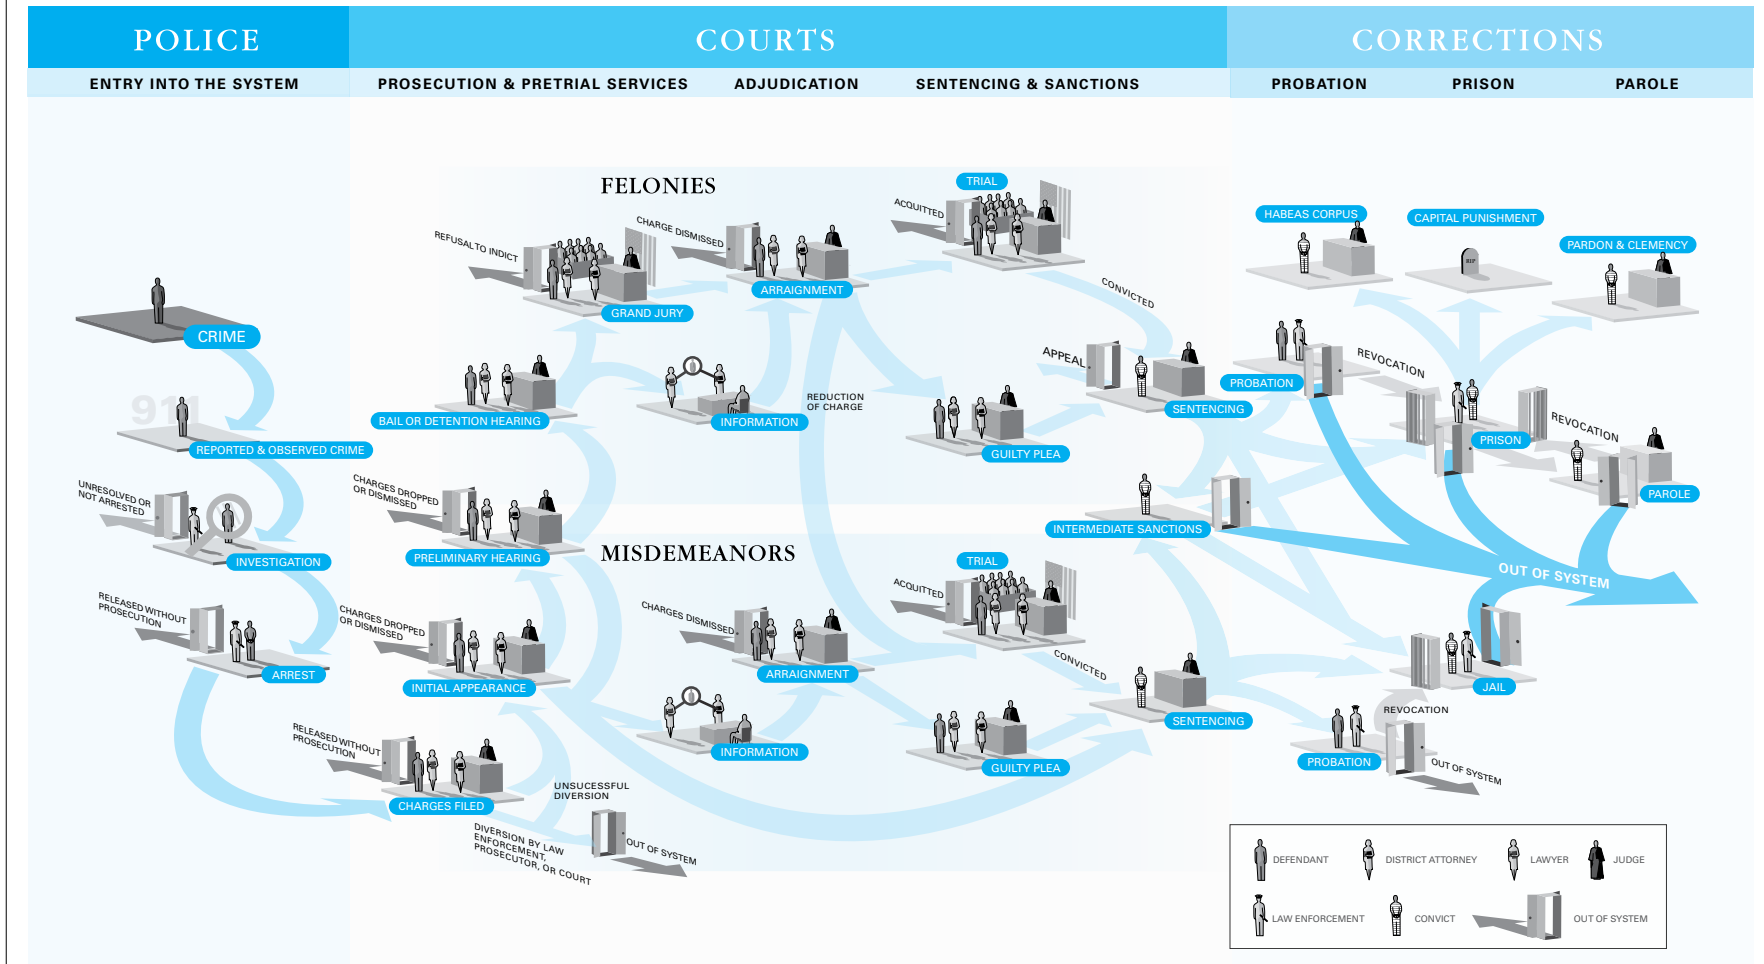 POLICE
COURTS
CORRECTIONS
ENTRY INTO THE SYSTEM
PROSECUTION & PRETRIAL SERVICES
ADJUDICATION
SENTENCING & SANCTIONS
PROBATION
PRISON
PAROLE
CRIME
911
REPORTED & OBSERVED CRIME
UNRESOLVED OR
NOT ARRESTED
INVESTIGATION
RELEASED WITHOUT
PROSECUTION
ARREST
FELONIES
REFUSAL TO INDICT
GRAND JURY
CHARGE DISMISSED
ARRAIGNMENT
ACQUITTED
TRIAL
CONVICTED
BAIL OR DETENTION HEARING
INFORMATION
REDUCTION
OF CHARGE
GUILTY PLEA
APPEAL
SENTENCING
CHARGES DROPPED
OR DISMISSED
PRELIMINARY HEARING
INTERMEDIATE SANCTIONS
MISDEMEANORS
CHARGES DROPPED
OR DISMISSED
INITIAL APPEARANCE
CHARGES DISMISSED
ARRAIGNMENT
ACQUITTED
TRIAL
CONVICTED
SENTENCING
INFORMATION
GUILTY PLEA
RELEASED WITHOUT
PROSECUTION
CHARGES FILED
UNSUCESSFUL
DIVERSION
DIVERSION BY LAW
ENFORCEMENT,
PROSECUTOR, OR COURT
OUT OF SYSTEM
HABEAS CORPUS
CAPITAL PUNISHMENT
RIP
PARDON & CLEMENCY
PROBATION
REVOCATION
PRISON
REVOCATION
PAROLE
OUT OF SYSTEM
JAIL
REVOCATION
PROBATION
OUT OF SYSTEM
DEFENDANT
DISTRICT ATTORNEY
LAWYER
JUDGE
LAW ENFORCEMENT
CONVICT
OUT OF SYSTEM